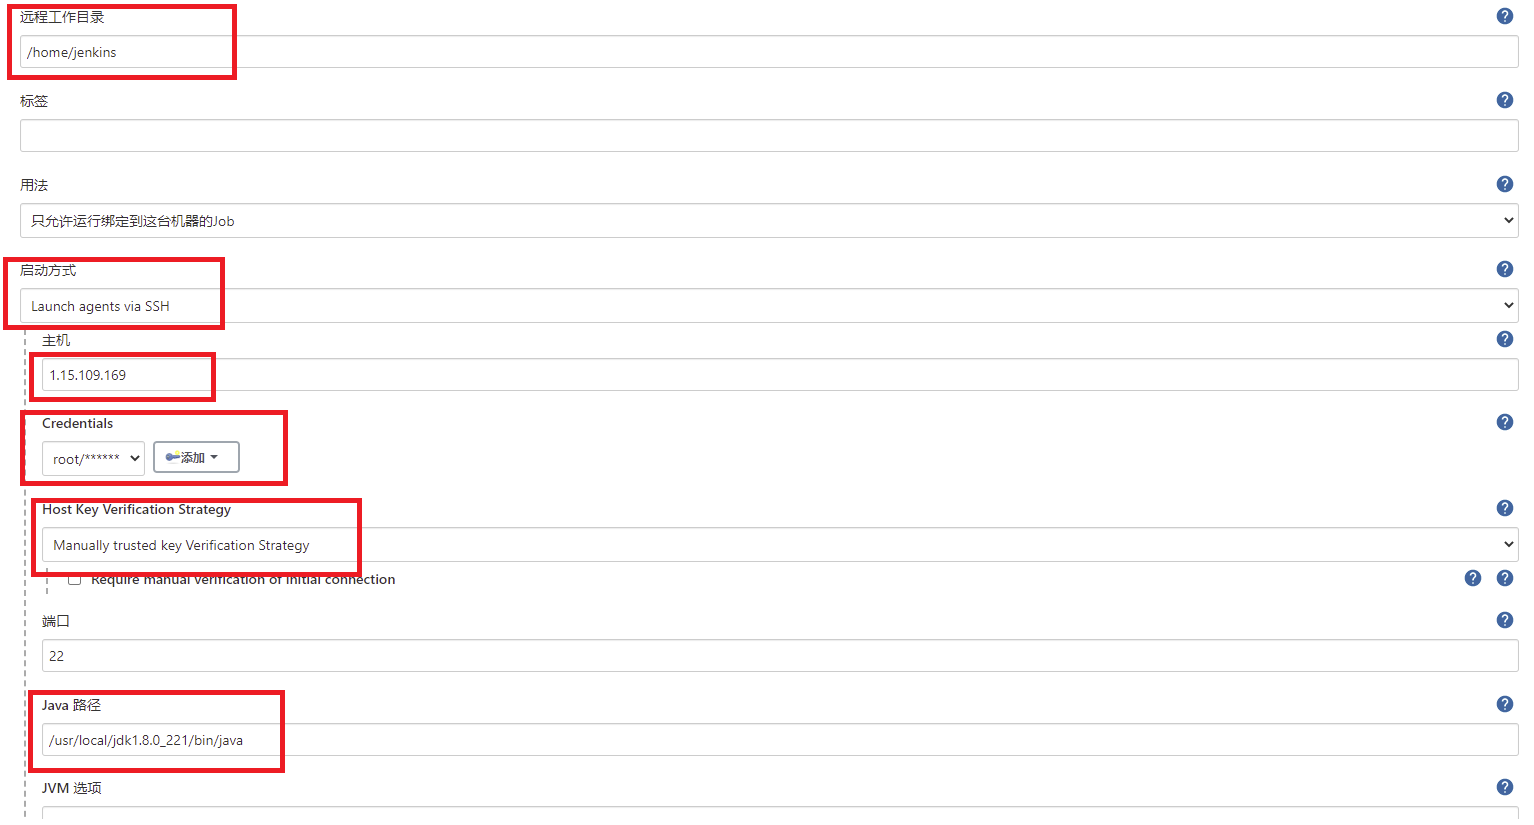 远程工作目录
/home/jenkins
标签
用法
只允许运行绑定到这台机器的Job
启动方式
Launch agents via SSH
主机
1.15.109.169
Credentials
root/******
添加
Host Key Verification Strategy
Manually trusted key Verification Strategy
Require manual verification of initial connection
端口
22
Java 路径
/usr/local/jdk1.8.0_221/bin/java
JVM 选项